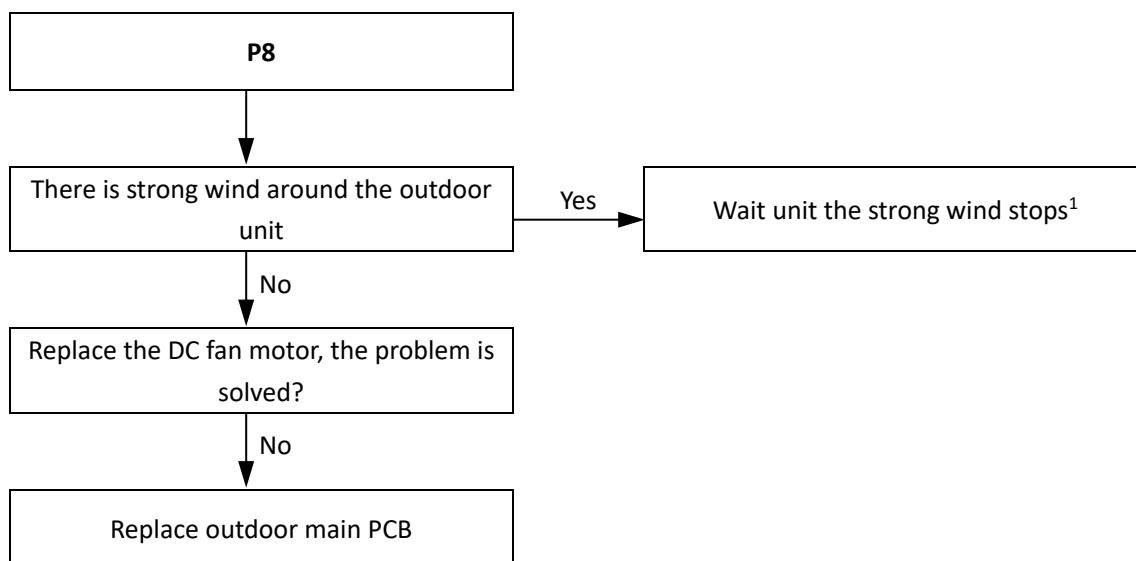 P8
There is strong wind around the outdoor
unit
Yes
Wait unit the strong wind stops¹
No
Replace the DC fan motor, the problem is
solved?
No
Replace outdoor main PCB